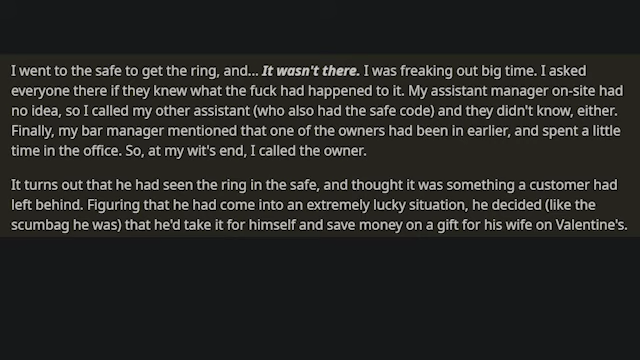 I went to the safe to get the ring, and... It wasn't there. I was freaking out big time. I asked
everyone there if they knew what the fuck had happened to it. My assistant manager on-site had
no idea, so I called my other assistant (who also had the safe code) and they didn't know, either.
Finally, my bar manager mentioned that one of the owners had been in earlier, and spent a little
time in the office. So, at my wit's end, I called the owner.
It turns out that he had seen the ring in the safe, and thought it was something a customer had
left behind. Figuring that he had come into an extremely lucky situation, he decided (like the
scumbag he was) that he'd take it for himself and save money on a gift for his wife on Valentine's.